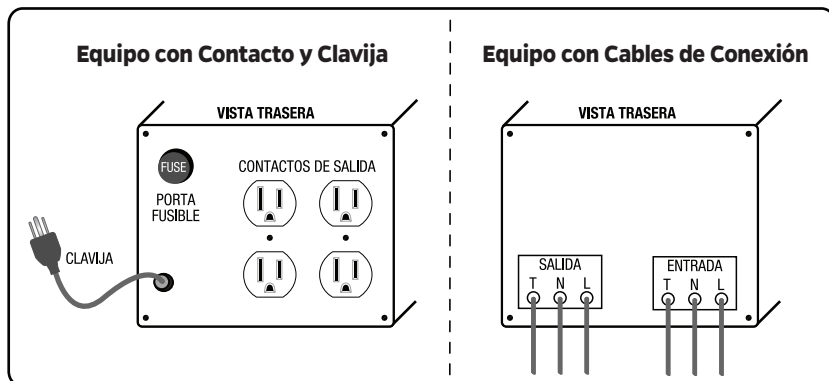 Equipo con Contacto y Clavija
VISTA TRASERA
FUSE
PORTA
FUSIBLE
CONTACTOS DE SALIDA
CLAVIJA
Equipo con Cables de Conexión
VISTA TRASERA
SALIDA
T N L
ENTRADA
T N L